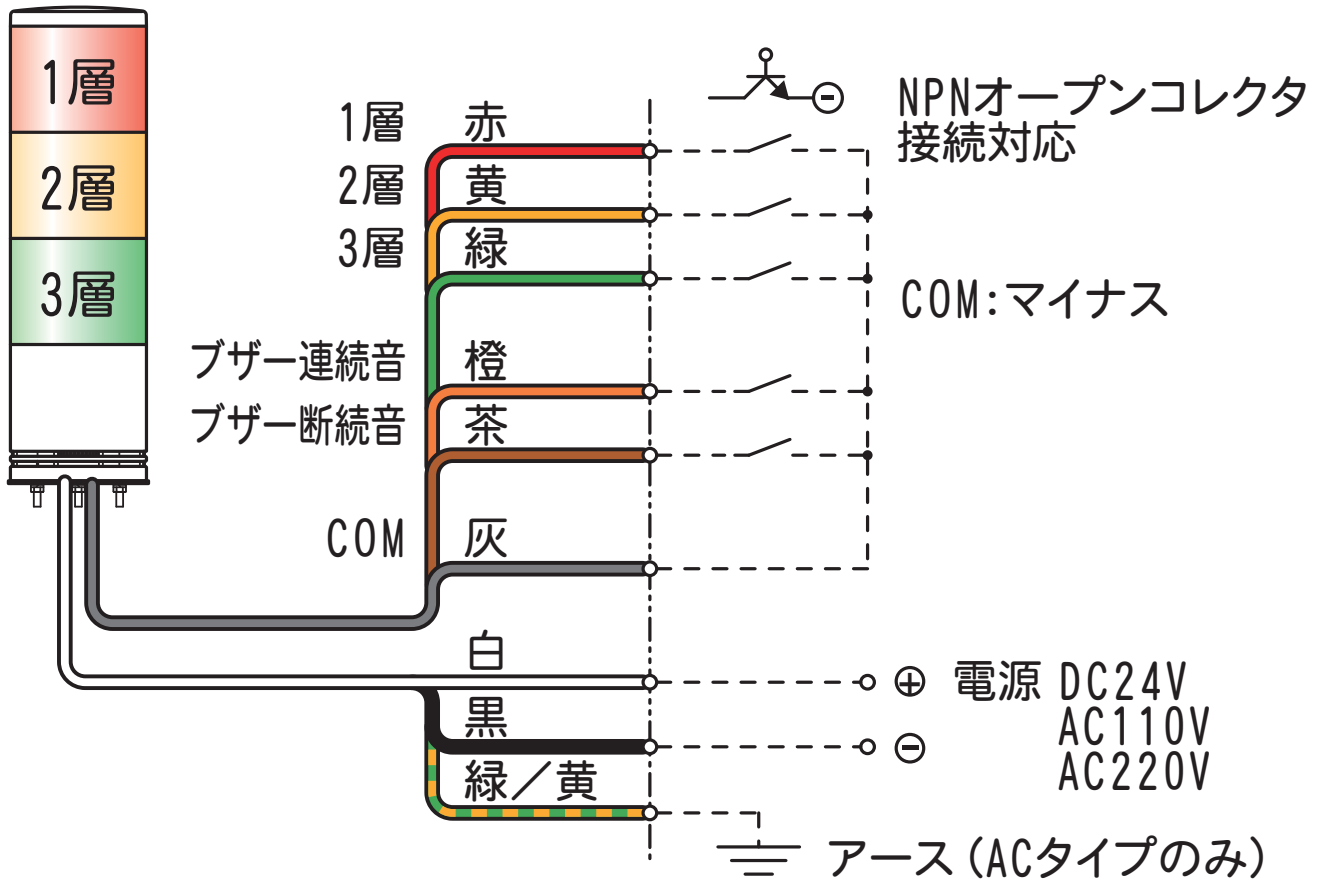 1層
2層
3層
1層 赤
2層 黄
3層 緑
ブザー連続音 橙
ブザー断続音 茶
COM 灰
白
黒
緑／黄
NPNオープンコレクタ
接続対応
COM:マイナス
⊕ 電源 DC24V
AC110V
⊖ AC220V
アース(ACタイプのみ)